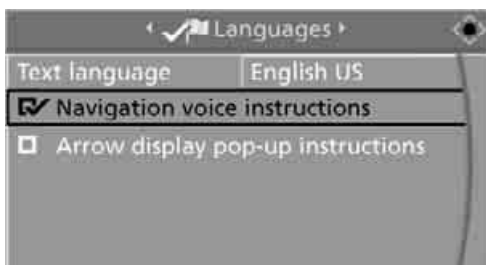 Languages
Text language English US
Navigation voice instructions
Arrow display pop-up instructions